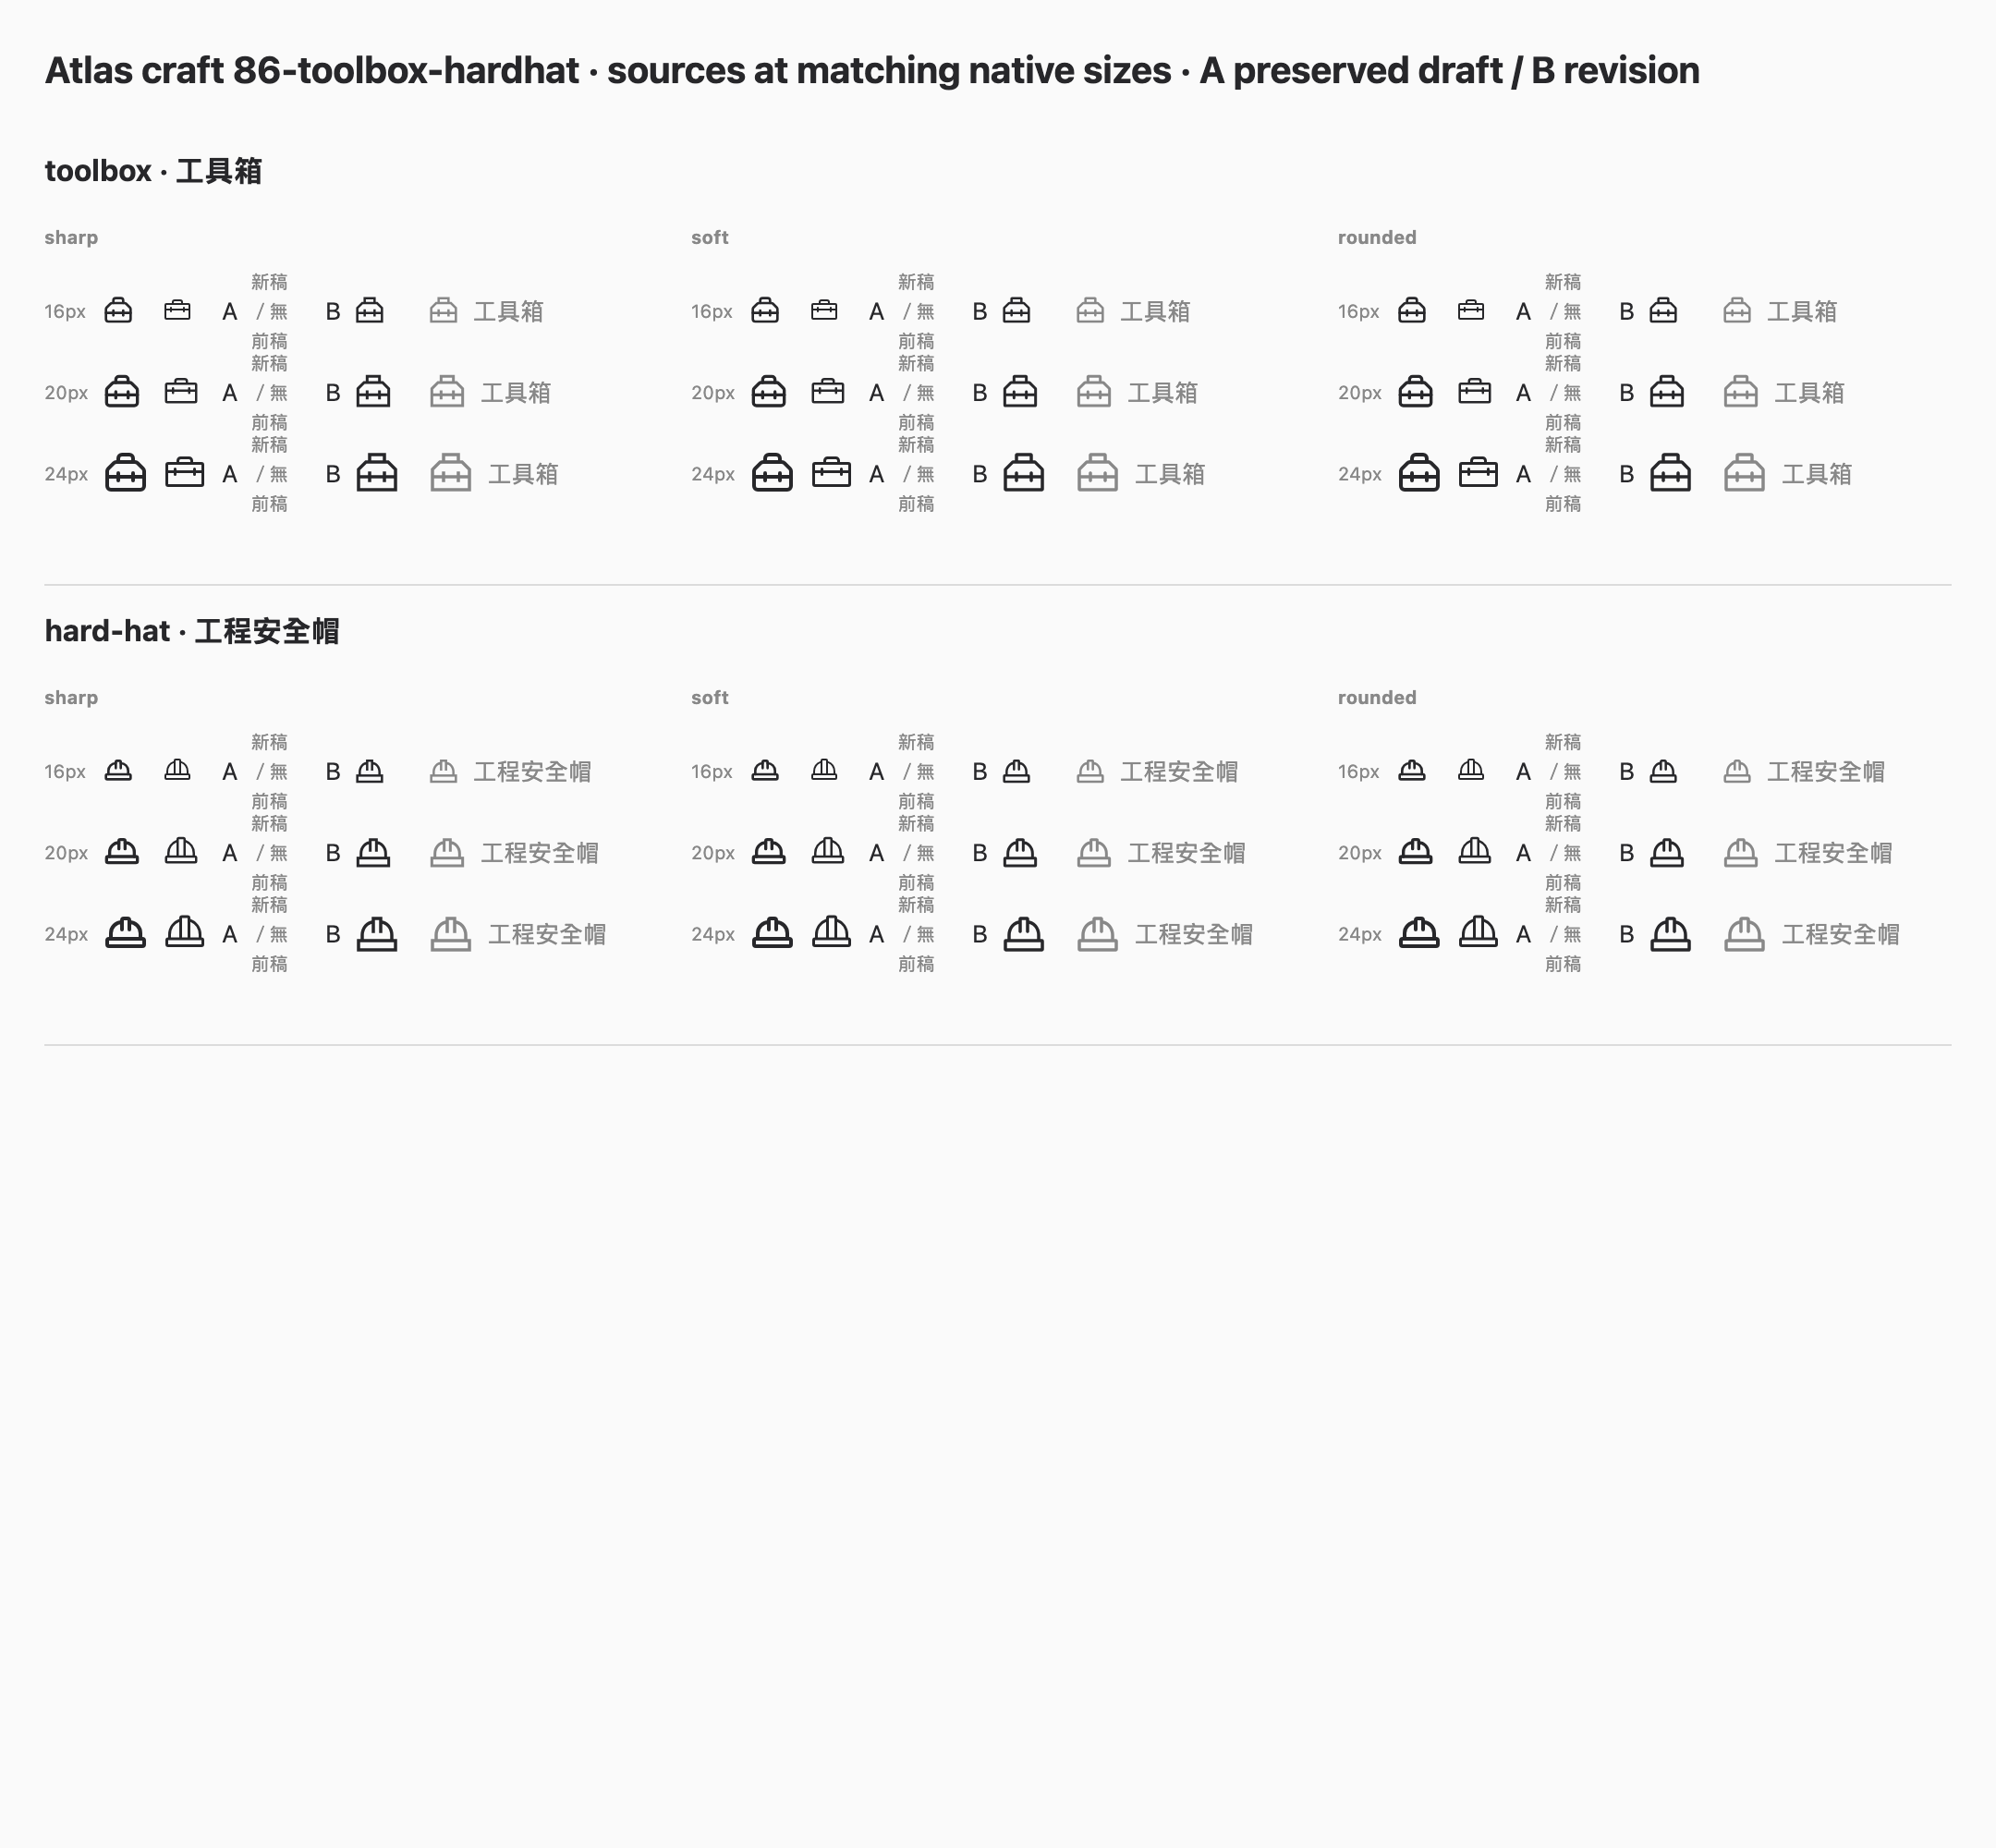 Atlas craft 86-toolbox-hardhat · sources at matching native sizes · A preserved draft / B revision
toolbox · 工具箱
sharp
16px A 新稿 / 無前稿 B 工具箱
20px A 新稿 / 無前稿 B 工具箱
24px A 新稿 / 無前稿 B 工具箱
soft
16px A 新稿 / 無前稿 B 工具箱
20px A 新稿 / 無前稿 B 工具箱
24px A 新稿 / 無前稿 B 工具箱
rounded
16px A 新稿 / 無前稿 B 工具箱
20px A 新稿 / 無前稿 B 工具箱
24px A 新稿 / 無前稿 B 工具箱
hard-hat · 工程安全帽
sharp
16px A 新稿 / 無前稿 B 工程安全帽
20px A 新稿 / 無前稿 B 工程安全帽
24px A 新稿 / 無前稿 B 工程安全帽
soft
16px A 新稿 / 無前稿 B 工程安全帽
20px A 新稿 / 無前稿 B 工程安全帽
24px A 新稿 / 無前稿 B 工程安全帽
rounded
16px A 新稿 / 無前稿 B 工程安全帽
20px A 新稿 / 無前稿 B 工程安全帽
24px A 新稿 / 無前稿 B 工程安全帽